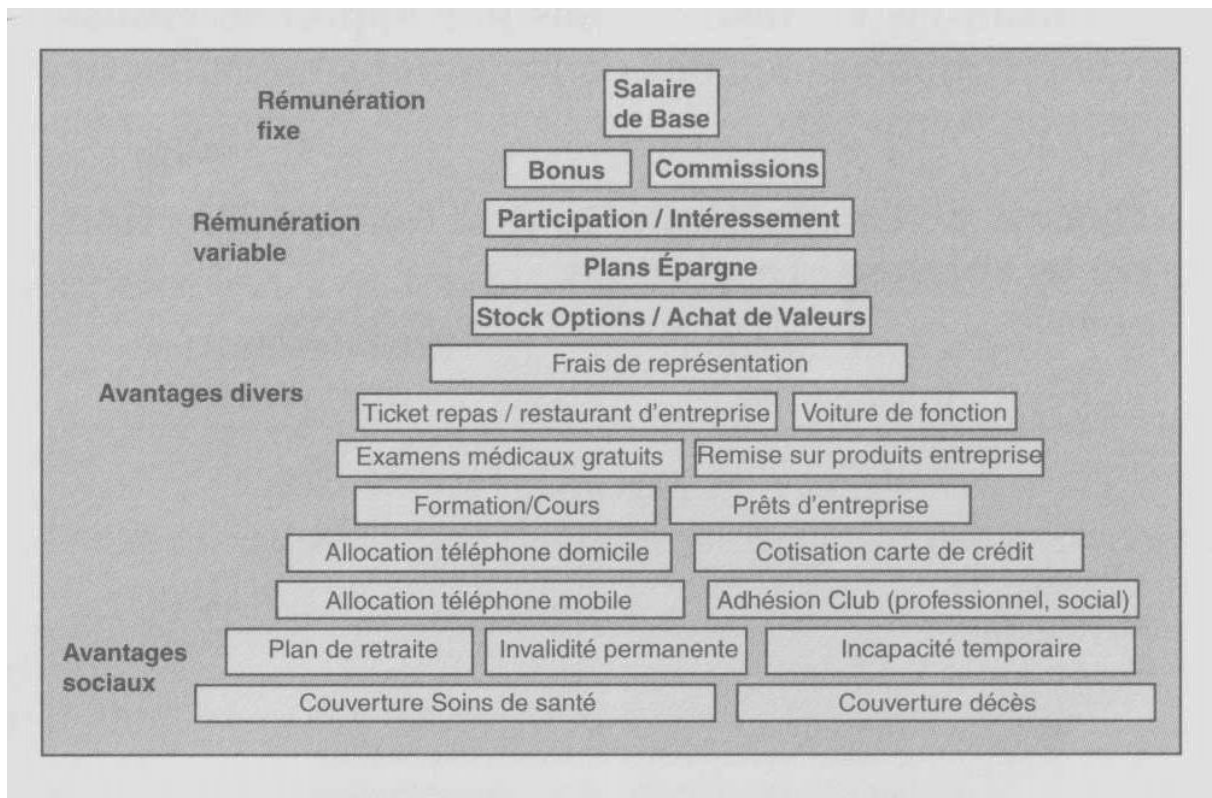 Rémunération
fixe
Salaire
de Base
Bonus
Commissions
Rémunération
variable
Participation / Intéressement
Plans Épargne
Stock Options / Achat de Valeurs
Frais de représentation
Avantages divers
Ticket repas / restaurant d'entreprise
Voiture de fonction
Examens médicaux gratuits
Remise sur produits entreprise
Formation/Cours
Prêts d'entreprise
Allocation téléphone domicile
Cotisation carte de crédit
Allocation téléphone mobile
Adhésion Club (professionnel, social)
Avantages
sociaux
Plan de retraite
Invalidité permanente
Incapacité temporaire
Couverture Soins de santé
Couverture décès